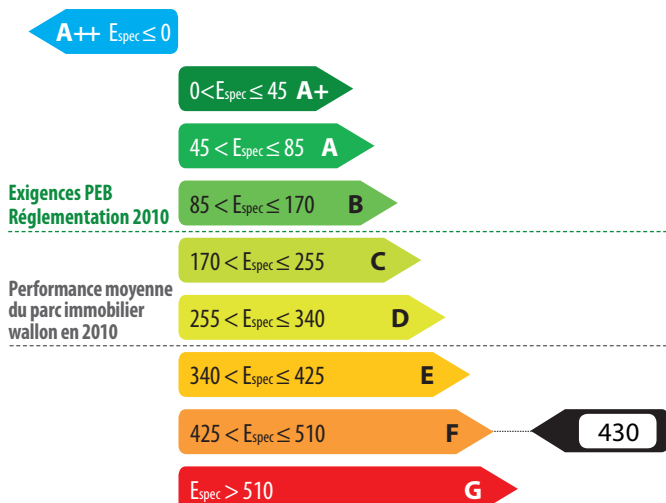 A++ Espec ≤ 0
0<Espec ≤ 45 A+
45 < Espec ≤ 85 A
Exigences PEB
Réglementation 2010
85 < Espec ≤ 170 B
170 < Espec ≤ 255 C
Performance moyenne
du parc immobilier
wallon en 2010
255 < Espec ≤ 340 D
340 < Espec ≤ 425 E
425 < Espec ≤ 510 F
430
Espec > 510 G